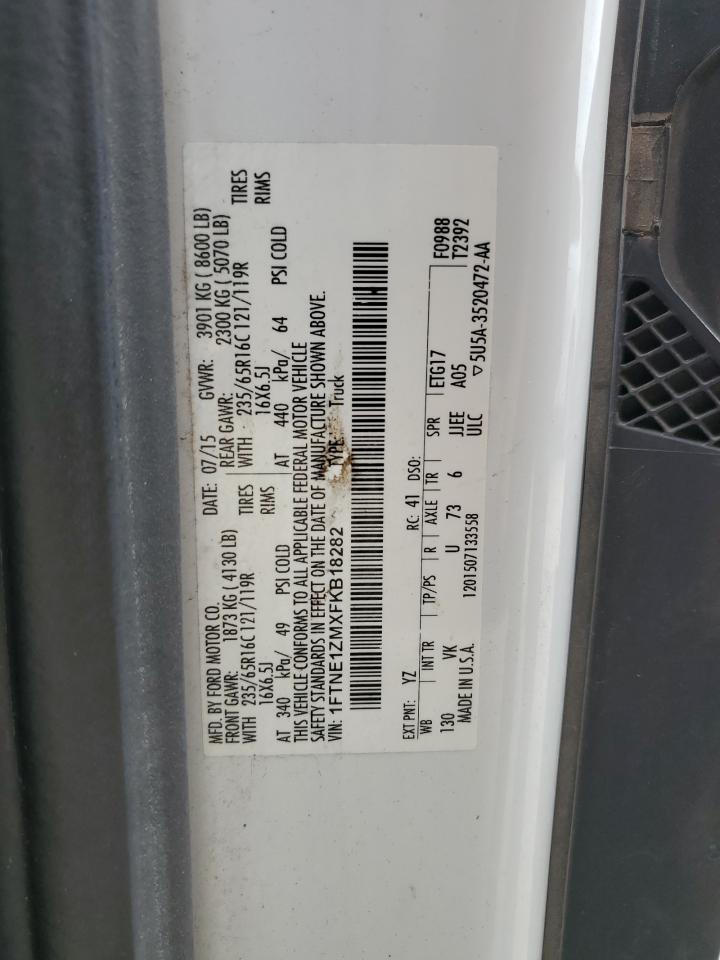 MFD. BY FORD MOTOR CO. DATE: 07/15 GVWR: 3901 KG ( 8600 LB)
FRONT GAWR: 1873 KG ( 4130 LB) REAR GAWR: 2300 KG ( 5070 LB)
WITH 235/65R16C 121/119R TIRES WITH 235/65R16C 121/119R TIRES
16X6.5J RIMS 16X6.5J RIMS
AT 340 kPa/ 49 PSI COLD AT 440 kPa/ 64 PSI COLD
THIS VEHICLE CONFORMS TO ALL APPLICABLE FEDERAL MOTOR VEHICLE
SAFETY STANDARDS IN EFFECT ON THE DATE OF MANUFACTURE SHOWN ABOVE.
VIN: 1FTNE1ZMXFKB18282 TYPE: Truck
EXT PNT: YZ RC: 41 DSO: F0988
WB INT TR TP/PS R AXLE TR SPR ETG17 T2392
130 VK U 73 6 JJEE A05
MADE IN U.S.A. 1201507133558 ULC ▽5U5A-3520472-AA